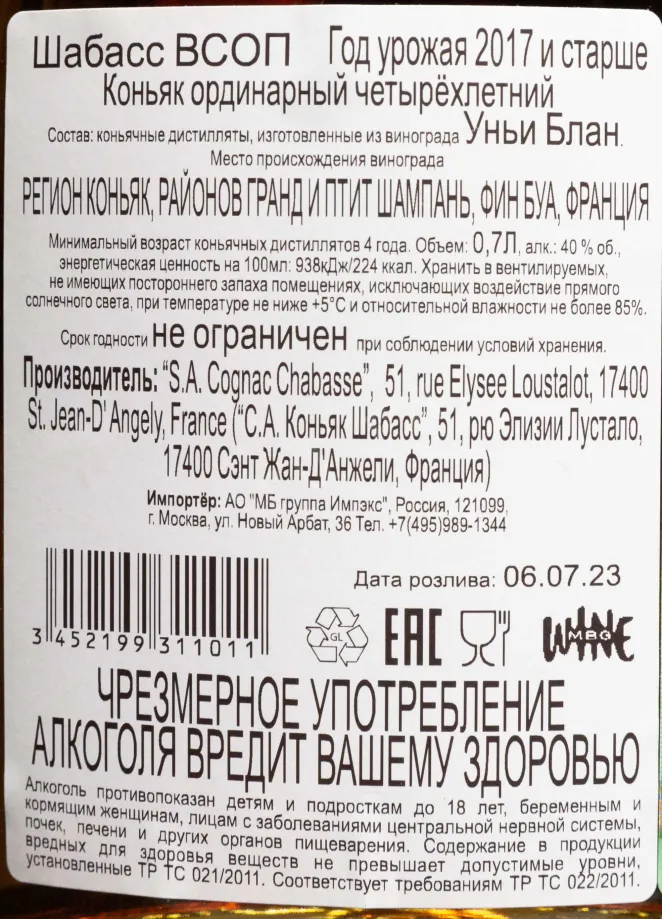 Шабасс ВСОП Год урожая 2017 и старше
Коньяк ординарный четырёхлетний
Состав: коньячные дистилляты, изготовленные из винограда Уньи Блан.
Место происхождения винограда
РЕГИОН КОНЬЯК, РАЙОНОВ ГРАНД И ПТИТ ШАМПАНЬ, ФИН БУА, ФРАНЦИЯ
Минимальный возраст коньячных дистиллятов 4 года. Объем: 0,7Л, алк.: 40 % об.,
энергетическая ценность на 100мл: 938кДж/224 ккал. Хранить в вентилируемых,
не имеющих постороннего запаха помещениях, исключающих воздействие прямого
солнечного света, при температуре не ниже +5°С и относительной влажности не более 85%.
Срок годности не ограничен при соблюдении условий хранения.
Производитель: “S.A. Cognac Chabasse”, 51, rue Elysee Loustalot, 17400
St. Jean-D' Angely, France (“С.А. Коньяк Шабасс”, 51, рю Элизии Лустало,
17400 Сэнт Жан-Д'Анжели, Франция)
Импортёр: АО "МБ группа Импэкс", Россия, 121099,
г. Москва, ул. Новый Арбат, 36 Тел. +7(495)989-1344
Дата розлива: 06.07.23
3 452199 311011
GL
EAC
WINE
MBG
ЧРЕЗМЕРНОЕ УПОТРЕБЛЕНИЕ
АЛКОГОЛЯ ВРЕДИТ ВАШЕМУ ЗДОРОВЬЮ
Алкоголь противопоказан детям и подросткам до 18 лет, беременным и
кормящим женщинам, лицам с заболеваниями центральной нервной системы,
почек, печени и других органов пищеварения. Содержание в продукции
вредных для здоровья веществ не превышает допустимые уровни,
установленные ТР ТС 021/2011. Соответствует требованиям ТР ТС 022/2011.